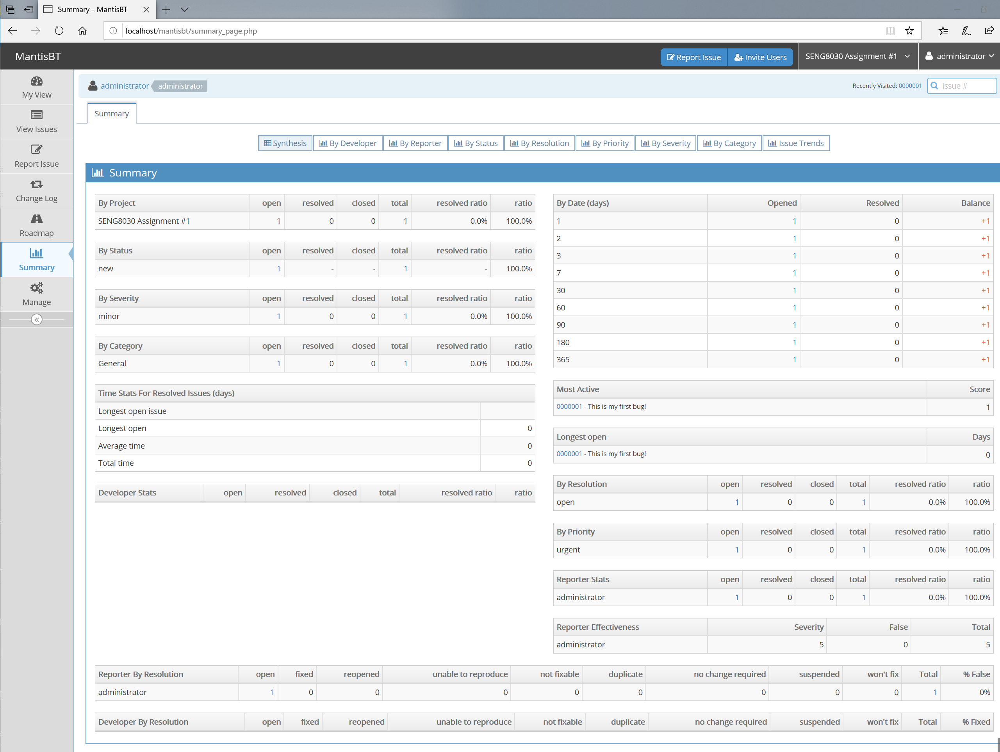 Summary - MantisBT
localhost/mantisbt/summary_page.php
MantisBT
Report Issue
Invite Users
SENG8030 Assignment #1
administrator
My View
View Issues
Report Issue
Change Log
Roadmap
Summary
Manage
administrator administrator
Recently Visited: 0000001
Issue #
Summary
Synthesis By Developer By Reporter By Status By Resolution By Priority By Severity By Category Issue Trends
Summary
By Project open resolved closed total resolved ratio ratio
SENG8030 Assignment #1 1 0 0 1 0.0% 100.0%
By Status open resolved closed total resolved ratio ratio
new 1 - - 1 - 100.0%
By Severity open resolved closed total resolved ratio ratio
minor 1 0 0 1 0.0% 100.0%
By Category open resolved closed total resolved ratio ratio
General 1 0 0 1 0.0% 100.0%
Time Stats For Resolved Issues (days)
Longest open issue
Longest open 0
Average time 0
Total time 0
Developer Stats open resolved closed total resolved ratio ratio
By Date (days) Opened Resolved Balance
1 1 0 +1
2 1 0 +1
3 1 0 +1
7 1 0 +1
30 1 0 +1
60 1 0 +1
90 1 0 +1
180 1 0 +1
365 1 0 +1
Most Active Score
0000001 - This is my first bug! 1
Longest open Days
0000001 - This is my first bug! 0
By Resolution open resolved closed total resolved ratio ratio
open 1 0 0 1 0.0% 100.0%
By Priority open resolved closed total resolved ratio ratio
urgent 1 0 0 1 0.0% 100.0%
Reporter Stats open resolved closed total resolved ratio ratio
administrator 1 0 0 1 0.0% 100.0%
Reporter Effectiveness Severity False Total
administrator 5 0 5
Reporter By Resolution open fixed reopened unable to reproduce not fixable duplicate no change required suspended won't fix Total % False
administrator 1 0 0 0 0 0 0 0 0 1 0%
Developer By Resolution open fixed reopened unable to reproduce not fixable duplicate no change required suspended won't fix Total % Fixed